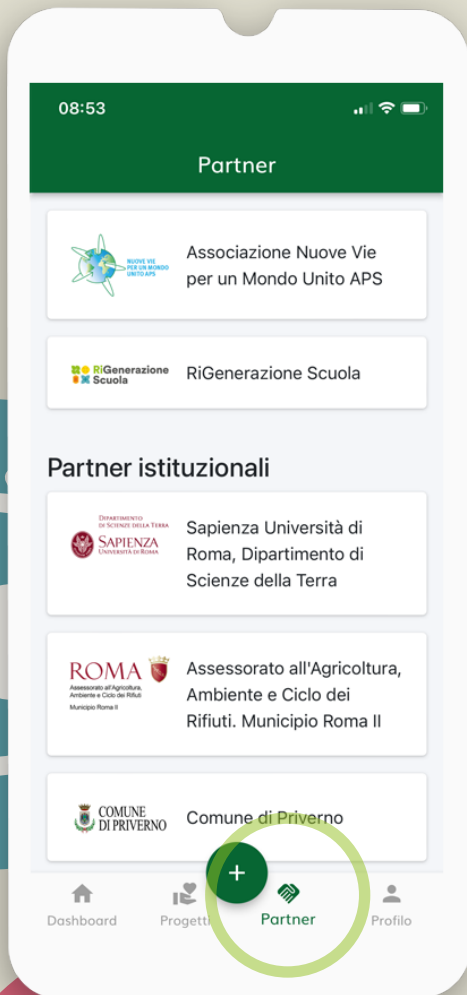 08:53
Partner
NUOVE VIE
PER UN MONDO
UNITO APS
Associazione Nuove Vie
per un Mondo Unito APS
RiGenerazione
Scuola
RiGenerazione Scuola
Partner istituzionali
DIPARTIMENTO
DI SCIENZE DELLA TERRA
SAPIENZA
UNIVERSITÀ DI ROMA
Sapienza Università di
Roma, Dipartimento di
Scienze della Terra
ROMA
Assessorato all'Agricoltura,
Ambiente e Ciclo dei Rifiuti
Municipio Roma II
Assessorato all'Agricoltura,
Ambiente e Ciclo dei
Rifiuti. Municipio Roma II
COMUNE
DI PRIVERNO
Comune di Priverno
+
Dashboard
Progetti
Partner
Profilo